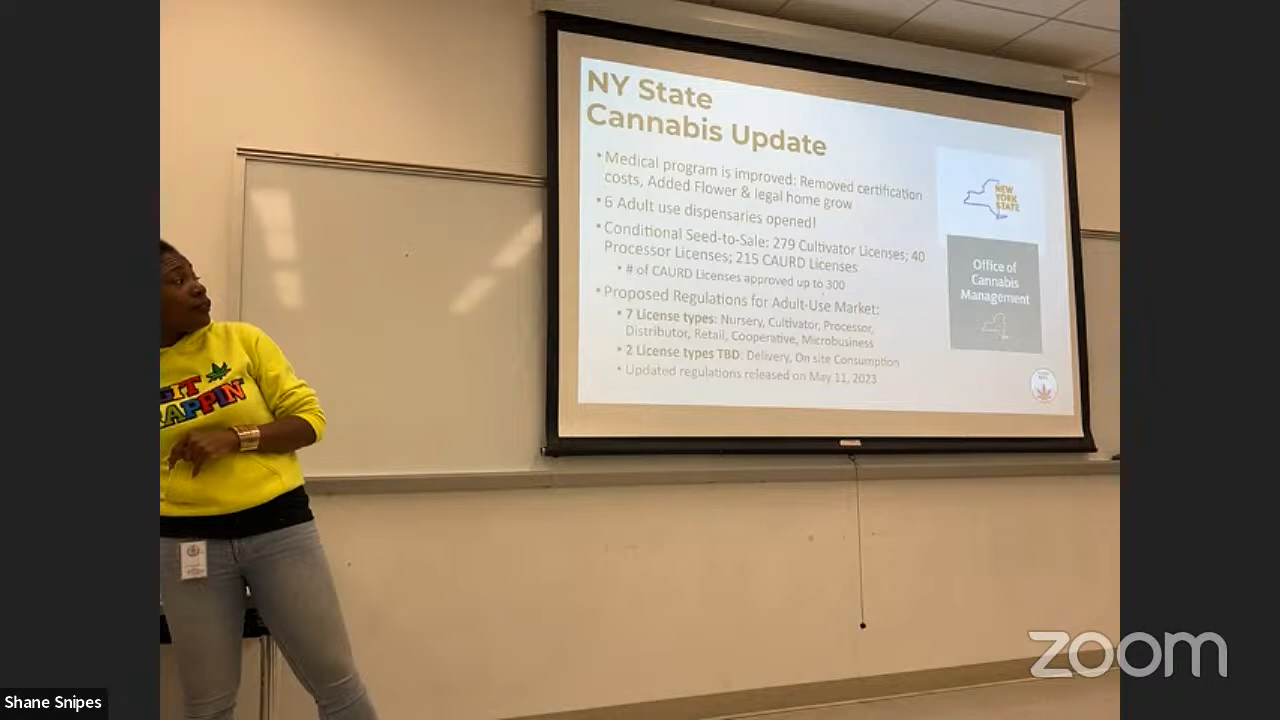 NY State
Cannabis Update
•Medical program is improved: Removed certification
costs, Added Flower & legal home grow
•6 Adult use dispensaries opened!
•Conditional Seed-to-Sale: 279 Cultivator Licenses; 40
Processor Licenses; 215 CAURD Licenses
•# of CAURD Licenses approved up to 300
•Proposed Regulations for Adult-Use Market:
•7 License types: Nursery, Cultivator, Processor,
Distributor, Retail, Cooperative, Microbusiness
•2 License types TBD: Delivery, On site Consumption
•Updated regulations released on May 11, 2023
NEW
YORK
STATE
Office of
Cannabis
Management
zoom
Shane Snipes